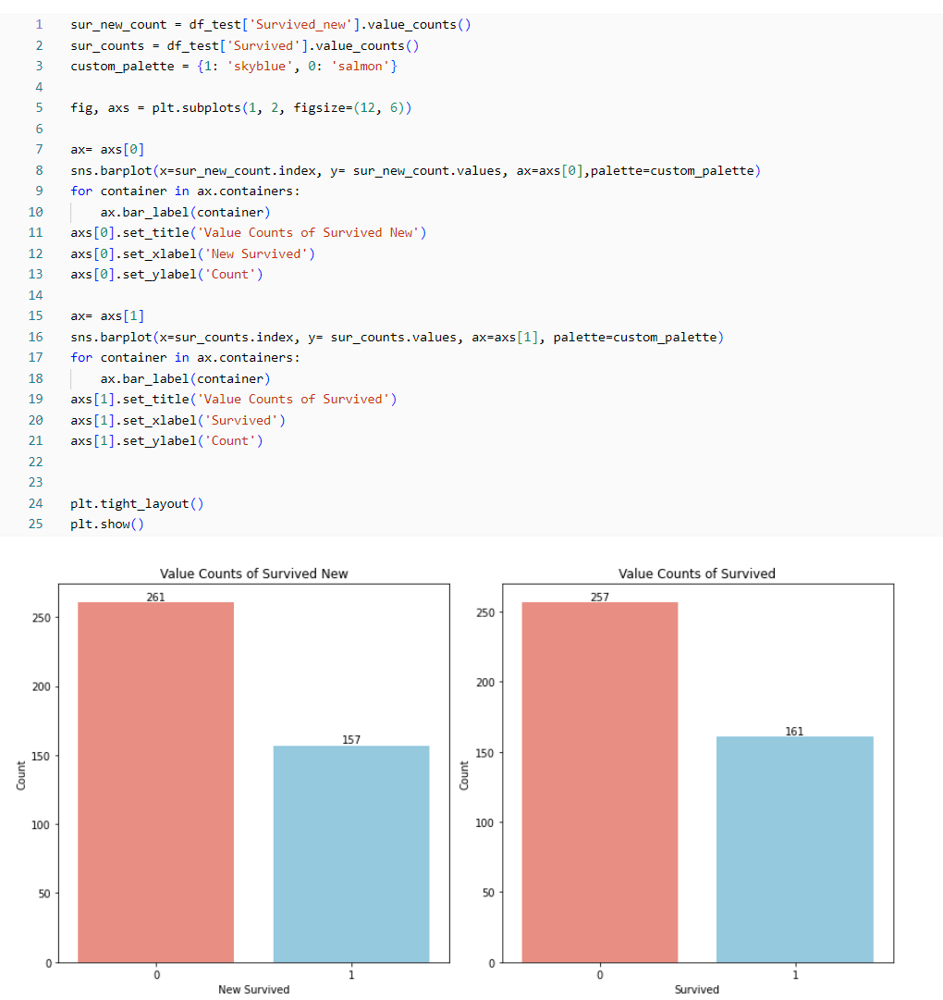 1 sur_new_count = df_test['Survived_new'].value_counts()
2 sur_counts = df_test['Survived'].value_counts()
3 custom_palette = {1: 'skyblue', 0: 'salmon'}
4
5 fig, axs = plt.subplots(1, 2, figsize=(12, 6))
6
7 ax= axs[0]
8 sns.barplot(x=sur_new_count.index, y= sur_new_count.values, ax=axs[0],palette=custom_palette)
9 for container in ax.containers:
10     ax.bar_label(container)
11 axs[0].set_title('Value Counts of Survived New')
12 axs[0].set_xlabel('New Survived')
13 axs[0].set_ylabel('Count')
14
15 ax= axs[1]
16 sns.barplot(x=sur_counts.index, y= sur_counts.values, ax=axs[1], palette=custom_palette)
17 for container in ax.containers:
18     ax.bar_label(container)
19 axs[1].set_title('Value Counts of Survived')
20 axs[1].set_xlabel('Survived')
21 axs[1].set_ylabel('Count')
22
23
24 plt.tight_layout()
25 plt.show()
Value Counts of Survived New
261
157
250
200
150
100
50
0
Count
0 1
New Survived
Value Counts of Survived
257
161
250
200
150
100
50
0
Count
0 1
Survived